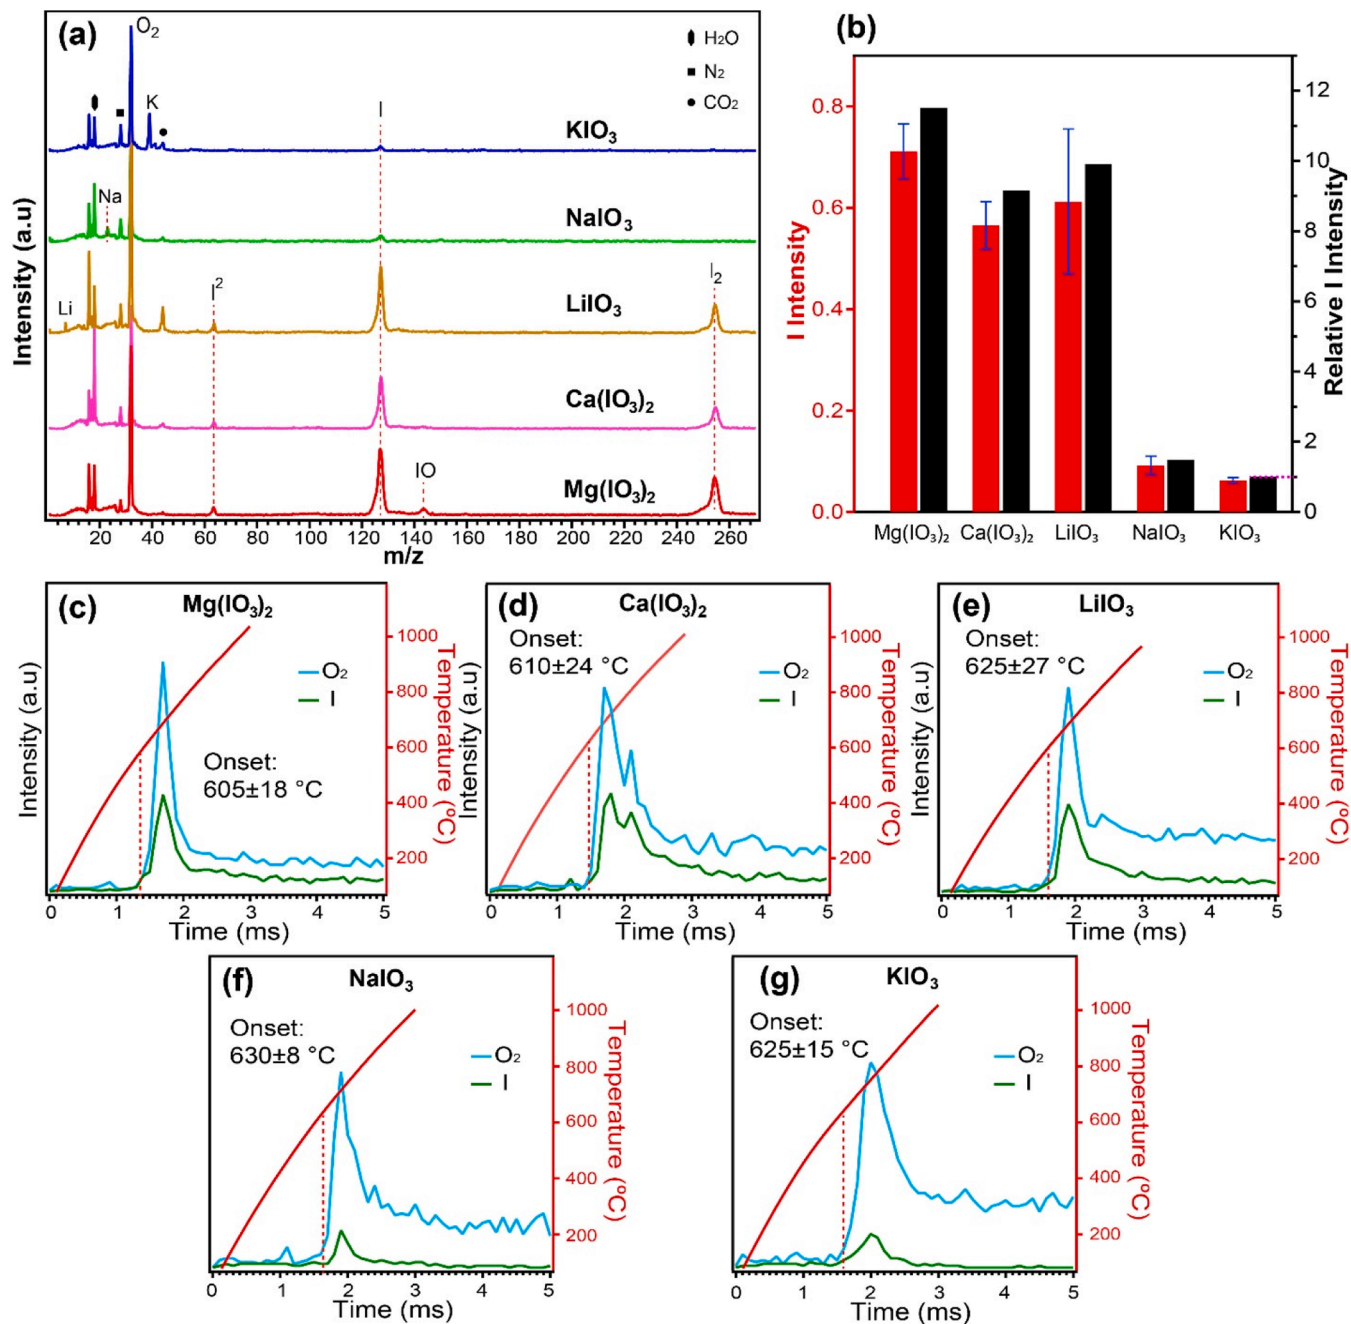 (a)
O₂
H₂O
N₂
CO₂
K
I
KIO₃
Na
NaIO₃
Li
I²
I₂
LiIO₃
Ca(IO₃)₂
IO
Mg(IO₃)₂
Intensity (a.u)
20 40 60 80 100 120 140 160 180 200 220 240 260
m/z
(b)
I Intensity
0.8
0.6
0.4
0.2
0.0
12
10
8
6
4
2
0
Relative I Intensity
Mg(IO₃)₂ Ca(IO₃)₂ LiIO₃ NaIO₃ KIO₃
(c)
Mg(IO₃)₂
Intensity (a.u)
O₂
I
Onset:
605±18 °C
1000
800
600
400
200
Temperature (ºC)
0 1 2 3 4 5
Time (ms)
(d)
Ca(IO₃)₂
Onset:
610±24 °C
Intensity (a.u)
O₂
I
1000
800
600
400
200
Temperature (ºC)
0 1 2 3 4 5
Time (ms)
(e)
LiIO₃
Onset:
625±27 °C
Intensity (a.u)
O₂
I
1000
800
600
400
200
Temperature (ºC)
0 1 2 3 4 5
Time (ms)
(f)
NaIO₃
Onset:
630±8 °C
O₂
I
1000
800
600
400
200
Temperature (ºC)
0 1 2 3 4 5
Time (ms)
(g)
KIO₃
Onset:
625±15 °C
O₂
I
1000
800
600
400
200
Temperature (ºC)
0 1 2 3 4 5
Time (ms)